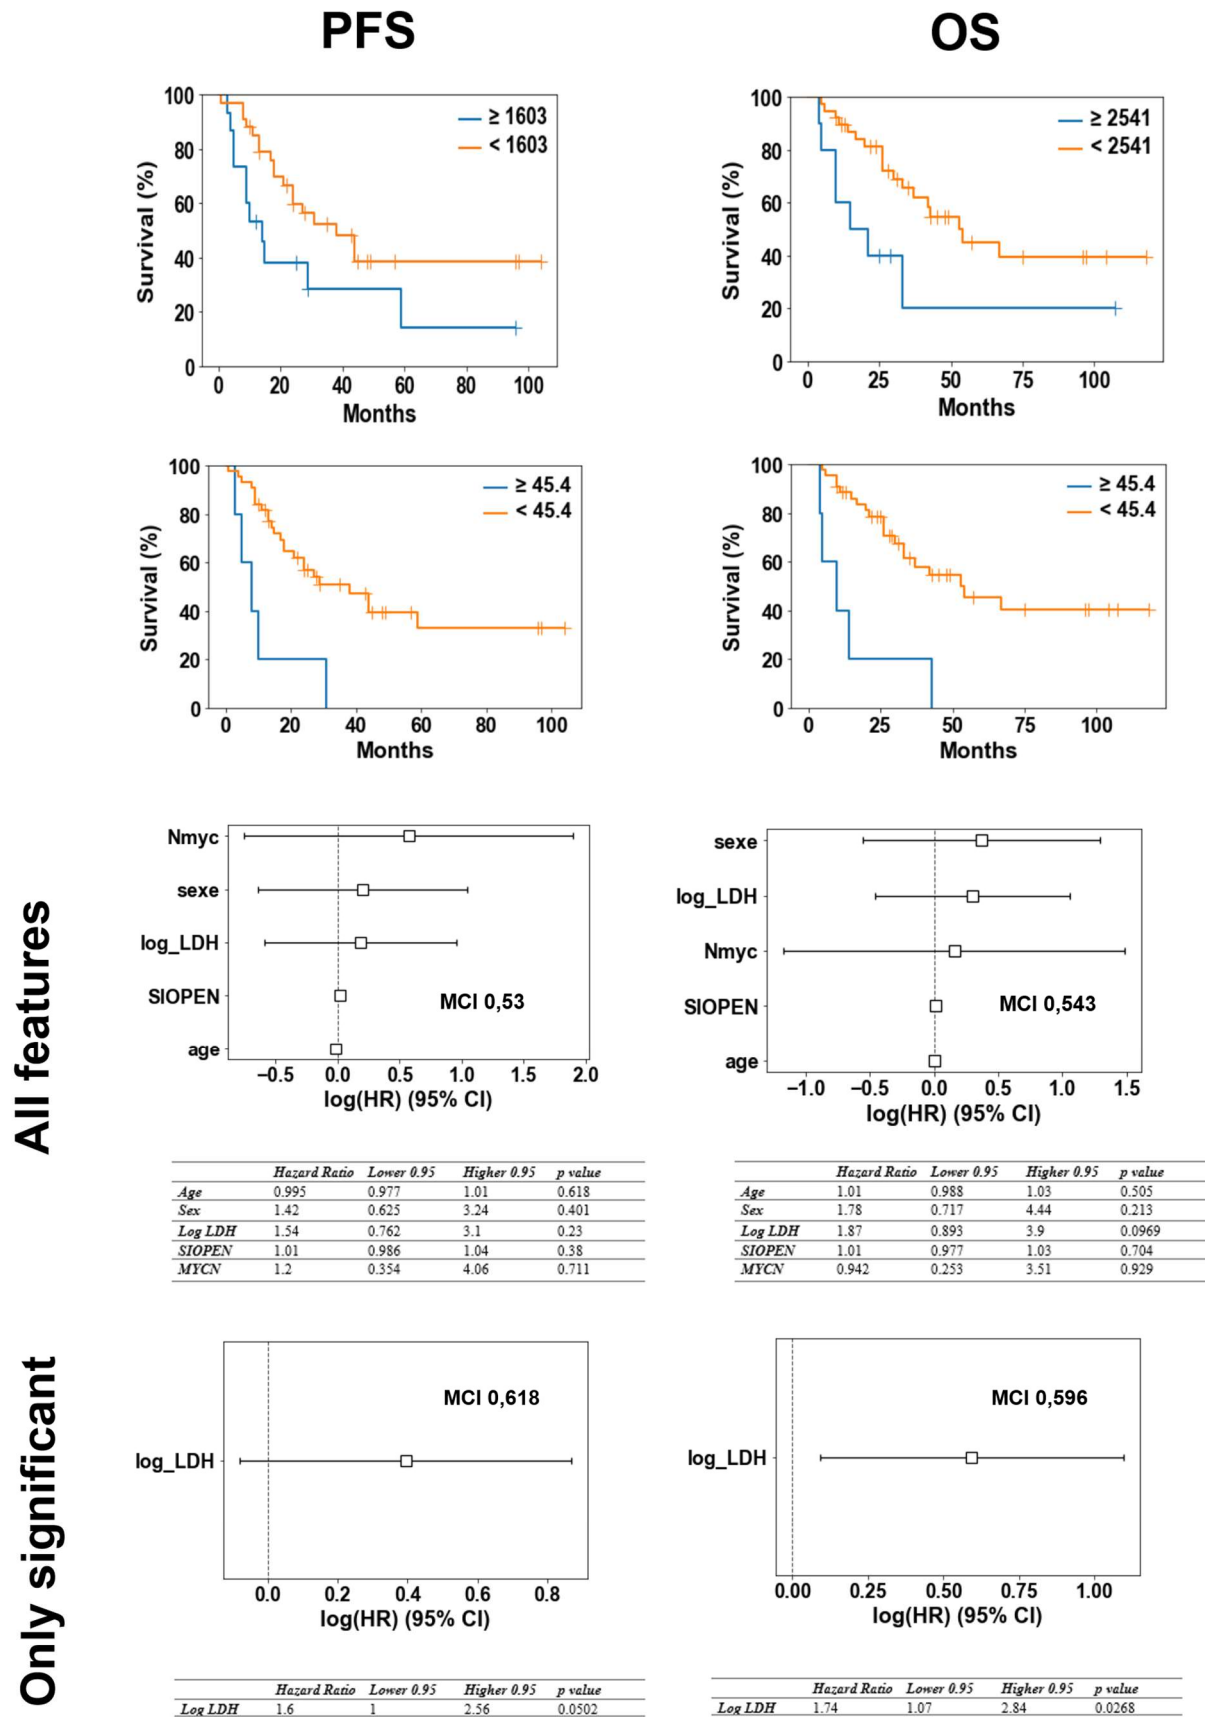 PFS
OS
100
80
60
40
20
0
Survival (%)
≥ 1603
< 1603
0 20 40 60 80 100
Months
100
80
60
40
20
0
Survival (%)
≥ 2541
< 2541
0 25 50 75 100
Months
100
80
60
40
20
0
Survival (%)
≥ 45.4
< 45.4
0 20 40 60 80 100
Months
100
80
60
40
20
0
Survival (%)
≥ 45.4
< 45.4
0 25 50 75 100
Months
All features
Nmyc
sexe
log_LDH
SIOPEN
age
MCI 0,53
−0.5 0.0 0.5 1.0 1.5 2.0
log(HR) (95% CI)
sexe
log_LDH
Nmyc
SIOPEN
age
MCI 0,543
−1.0 −0.5 0.0 0.5 1.0 1.5
log(HR) (95% CI)
Hazard Ratio Lower 0.95 Higher 0.95 p value
Age 0.995 0.977 1.01 0.618
Sex 1.42 0.625 3.24 0.401
Log LDH 1.54 0.762 3.1 0.23
SIOPEN 1.01 0.986 1.04 0.38
MYCN 1.2 0.354 4.06 0.711
Hazard Ratio Lower 0.95 Higher 0.95 p value
Age 1.01 0.988 1.03 0.505
Sex 1.78 0.717 4.44 0.213
Log LDH 1.87 0.893 3.9 0.0969
SIOPEN 1.01 0.977 1.03 0.704
MYCN 0.942 0.253 3.51 0.929
Only significant
log_LDH
MCI 0,618
0.0 0.2 0.4 0.6 0.8
log(HR) (95% CI)
log_LDH
MCI 0,596
0.00 0.25 0.50 0.75 1.00
log(HR) (95% CI)
Hazard Ratio Lower 0.95 Higher 0.95 p value
Log LDH 1.6 1 2.56 0.0502
Hazard Ratio Lower 0.95 Higher 0.95 p value
Log LDH 1.74 1.07 2.84 0.0268